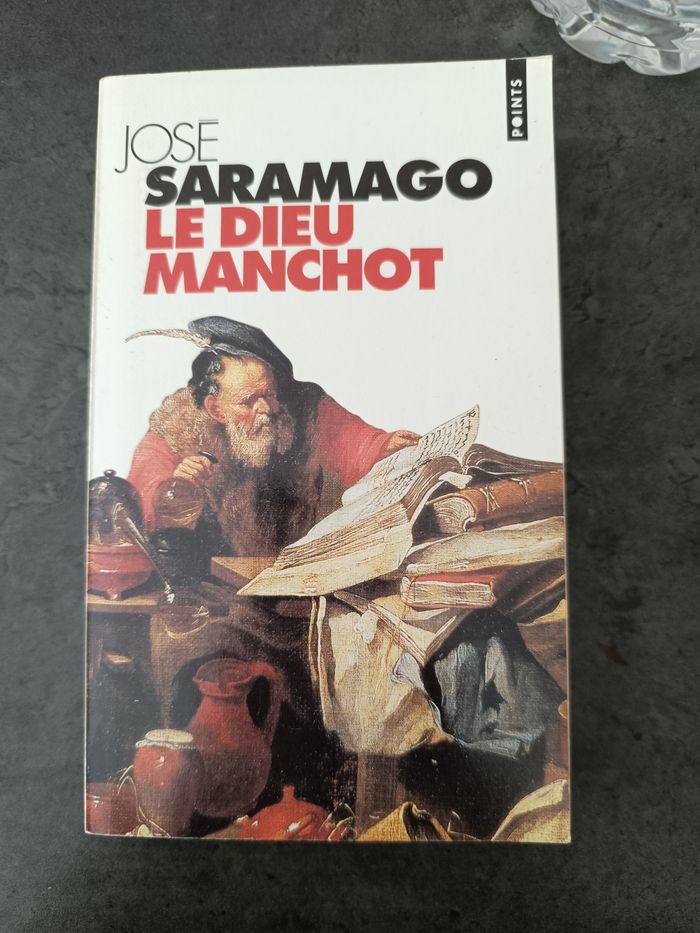 POINTS
JOSÉ
SARAMAGO
LE DIEU
MANCHOT